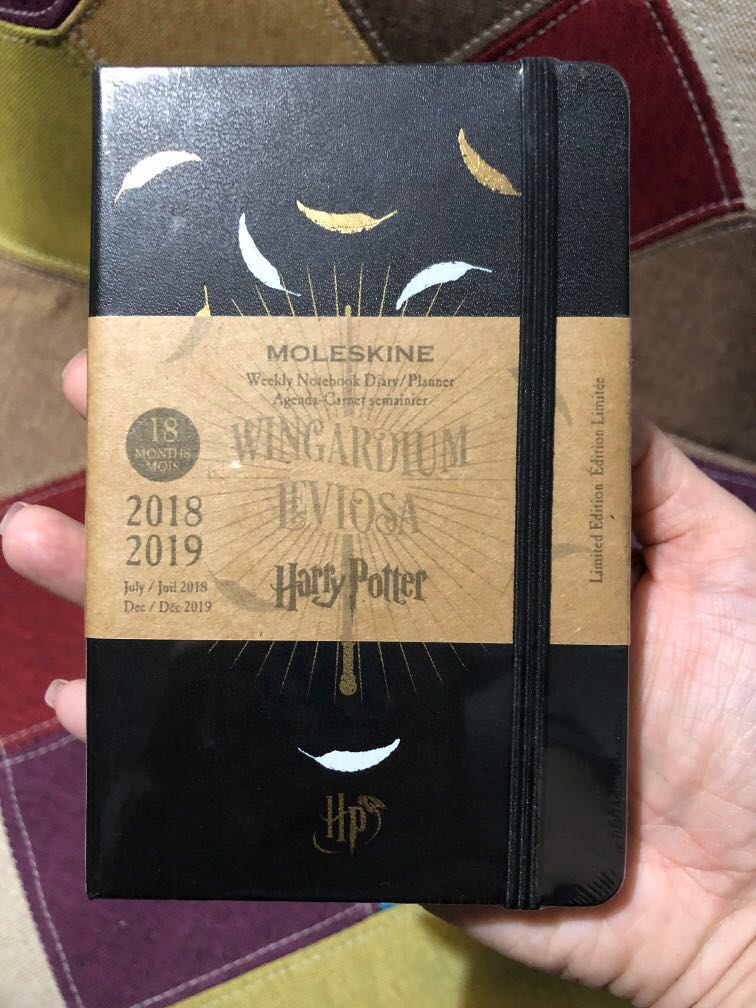 MOLESKINE
Weekly Notebook Diary/Planner
Agenda-Carnet semainier
18
MONTHS
MOIS
WINGARDIUM
LEVIOSA
2018
2019
Harry Potter
July / Juil 2018
Dec / Déc 2019
Limited Edition Édition Limitée
HP